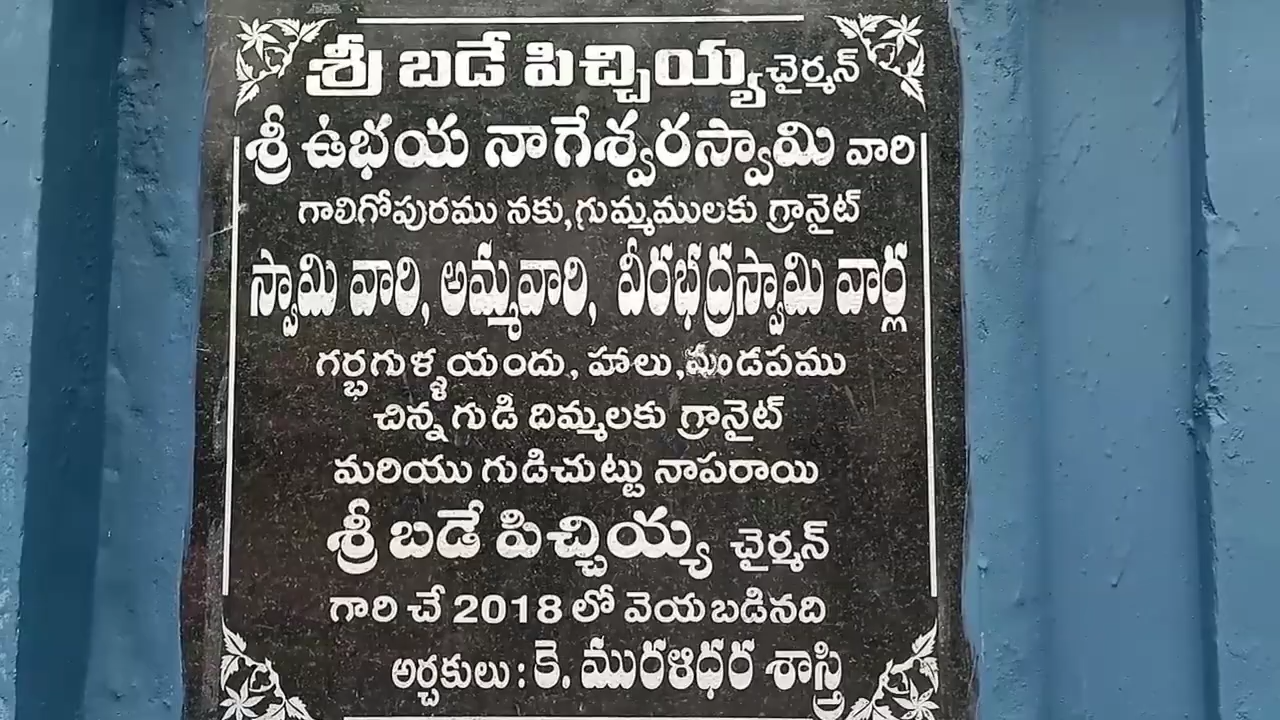 శ్రీ బడే పిచ్చియ్య చైర్మన్
శ్రీ ఉభయ నాగేశ్వరస్వామి వారి
గాలిగోపురము నకు,గుమ్మములకు గ్రానైట్
స్వామి వారి, అమ్మవారి, వీరభద్రస్వామి వార్ల
గర్భగుళ్ళయందు, హాలు,మండపము
చిన్న గుడి దిమ్మలకు గ్రానైట్
మరియు గుడిచుట్టు నాపరాయి
శ్రీ బడే పిచ్చియ్య చైర్మన్
గారి చే 2018 లో వెయబడినది
అర్చకులు : కె. మురళిధర శాస్త్రి